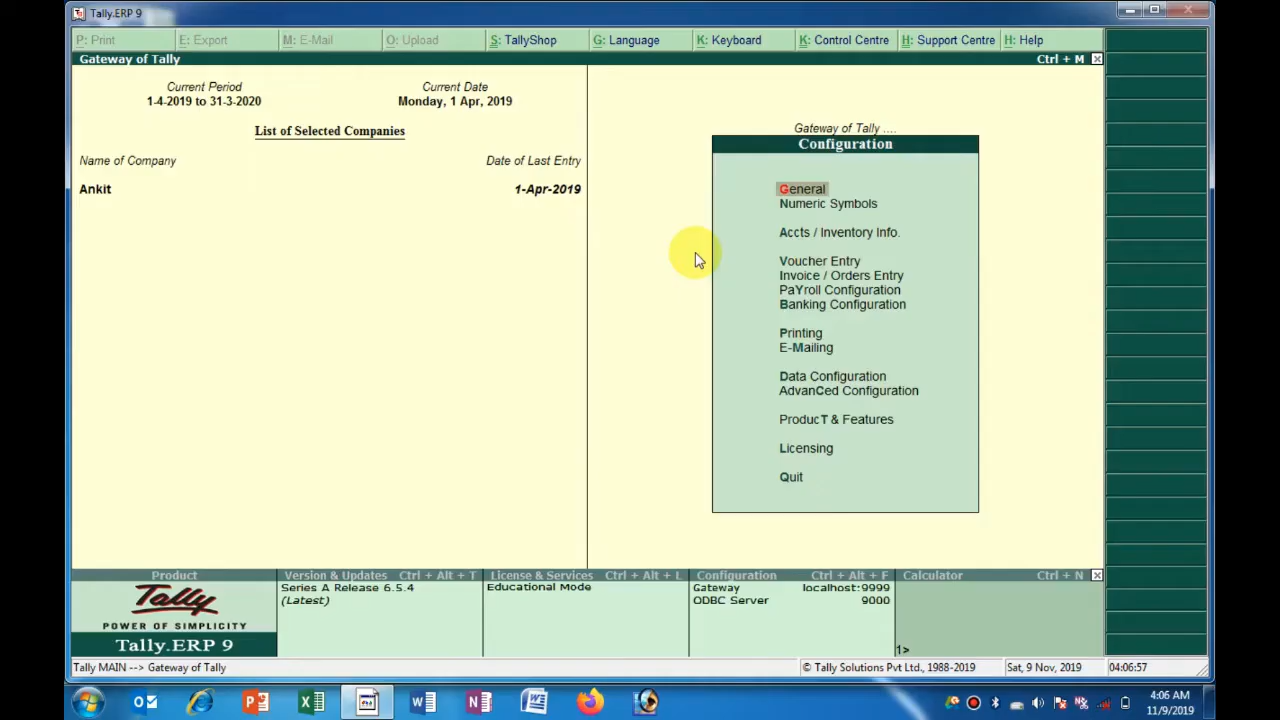 Tally.ERP 9
P: Print E: Export M: E-Mail O: Upload S: TallyShop G: Language K: Keyboard K: Control Centre H: Support Centre H: Help
Gateway of Tally Ctrl + M
Current Period Current Date
1-4-2019 to 31-3-2020 Monday, 1 Apr, 2019
List of Selected Companies
Name of Company Date of Last Entry
Ankit 1-Apr-2019
Gateway of Tally ....
Configuration
General
Numeric Symbols
Accts / Inventory Info.
Voucher Entry
Invoice / Orders Entry
PaYroll Configuration
Banking Configuration
Printing
E-Mailing
Data Configuration
AdvanCed Configuration
ProducT & Features
Licensing
Quit
Product Version & Updates Ctrl + Alt + T License & Services Ctrl + Alt + L Configuration Ctrl + Alt + F Calculator Ctrl + N
Tally
POWER OF SIMPLICITY
Tally.ERP 9
Series A Release 6.5.4
(Latest)
Educational Mode
Gateway localhost:9999
ODBC Server 9000
1>
Tally MAIN --> Gateway of Tally © Tally Solutions Pvt Ltd., 1988-2019 Sat, 9 Nov, 2019 04:06:57
4:06 AM
11/9/2019